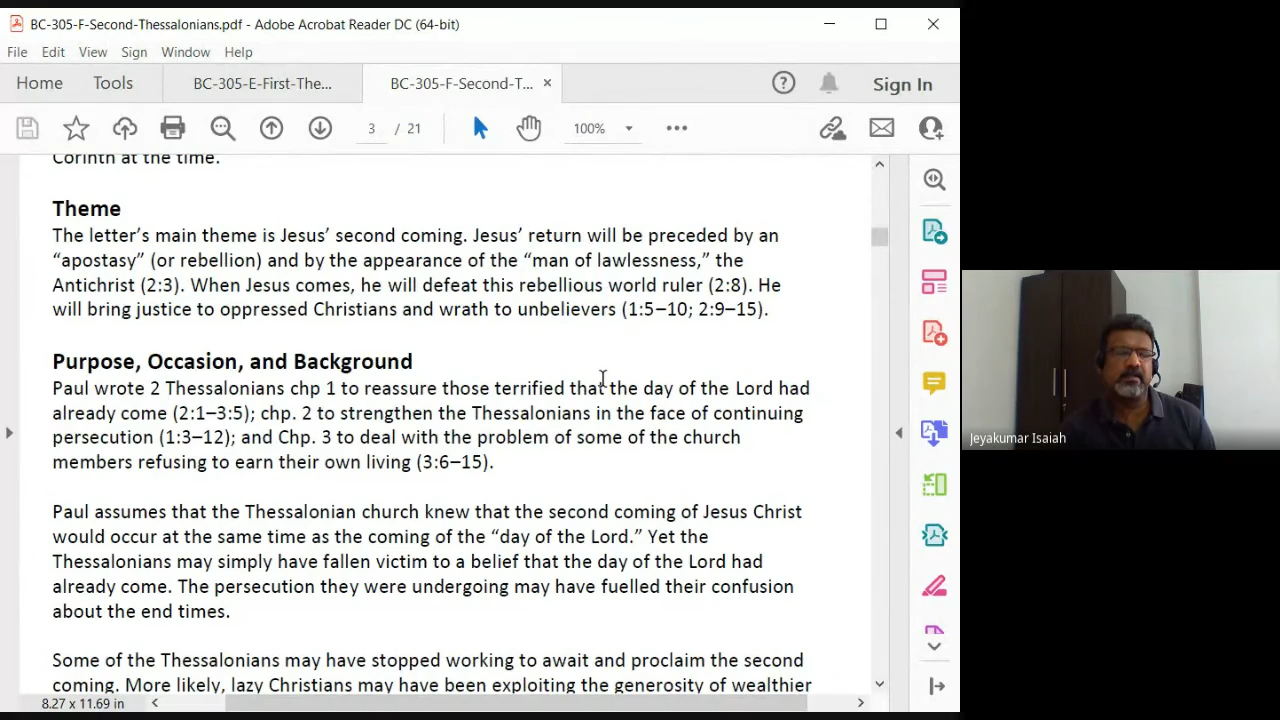 BC-305-F-Second-Thessalonians.pdf - Adobe Acrobat Reader DC (64-bit)
File Edit View Sign Window Help
Home Tools BC-305-E-First-The... BC-305-F-Second-T... × Sign In
3 / 21 100%
Corinth at the time.
Theme
The letter’s main theme is Jesus’ second coming. Jesus’ return will be preceded by an
“apostasy” (or rebellion) and by the appearance of the “man of lawlessness,” the
Antichrist (2:3). When Jesus comes, he will defeat this rebellious world ruler (2:8). He
will bring justice to oppressed Christians and wrath to unbelievers (1:5–10; 2:9–15).
Purpose, Occasion, and Background
Paul wrote 2 Thessalonians chp 1 to reassure those terrified that the day of the Lord had
already come (2:1–3:5); chp. 2 to strengthen the Thessalonians in the face of continuing
persecution (1:3–12); and Chp. 3 to deal with the problem of some of the church
members refusing to earn their own living (3:6–15).
Paul assumes that the Thessalonian church knew that the second coming of Jesus Christ
would occur at the same time as the coming of the “day of the Lord.” Yet the
Thessalonians may simply have fallen victim to a belief that the day of the Lord had
already come. The persecution they were undergoing may have fuelled their confusion
about the end times.
Some of the Thessalonians may have stopped working to await and proclaim the second
coming. More likely, lazy Christians may have been exploiting the generosity of wealthier
8.27 x 11.69 in
Jeyakumar Isaiah